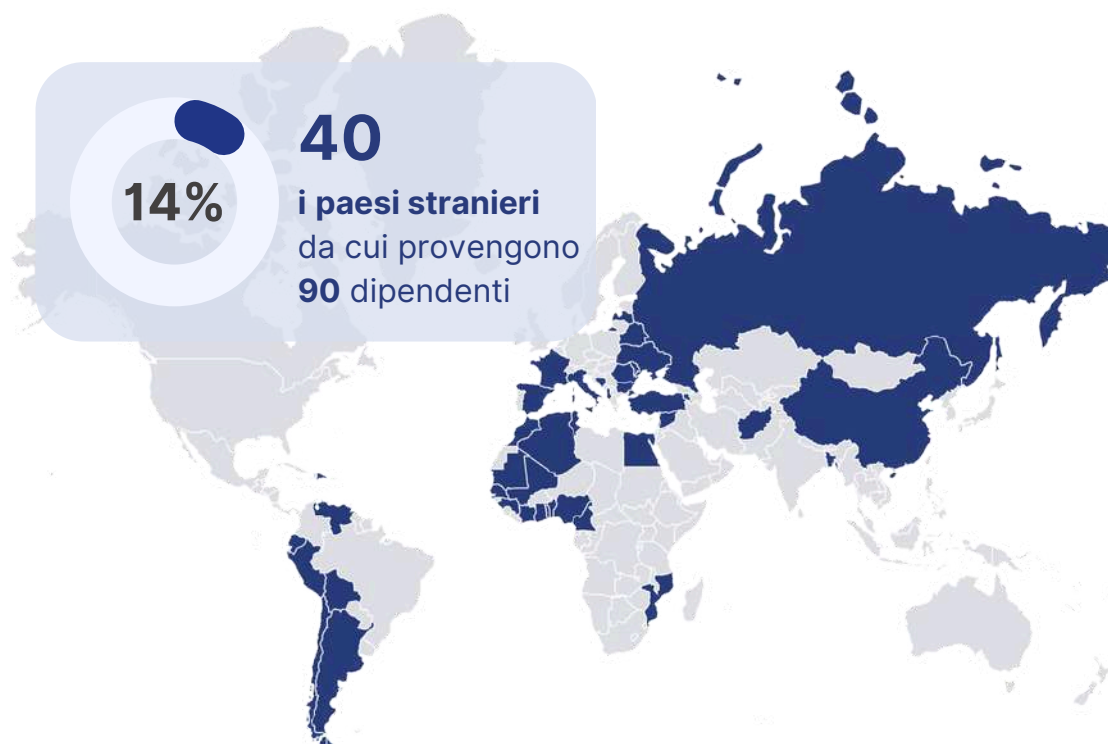 14%
40
i paesi stranieri
da cui provengono
90 dipendenti